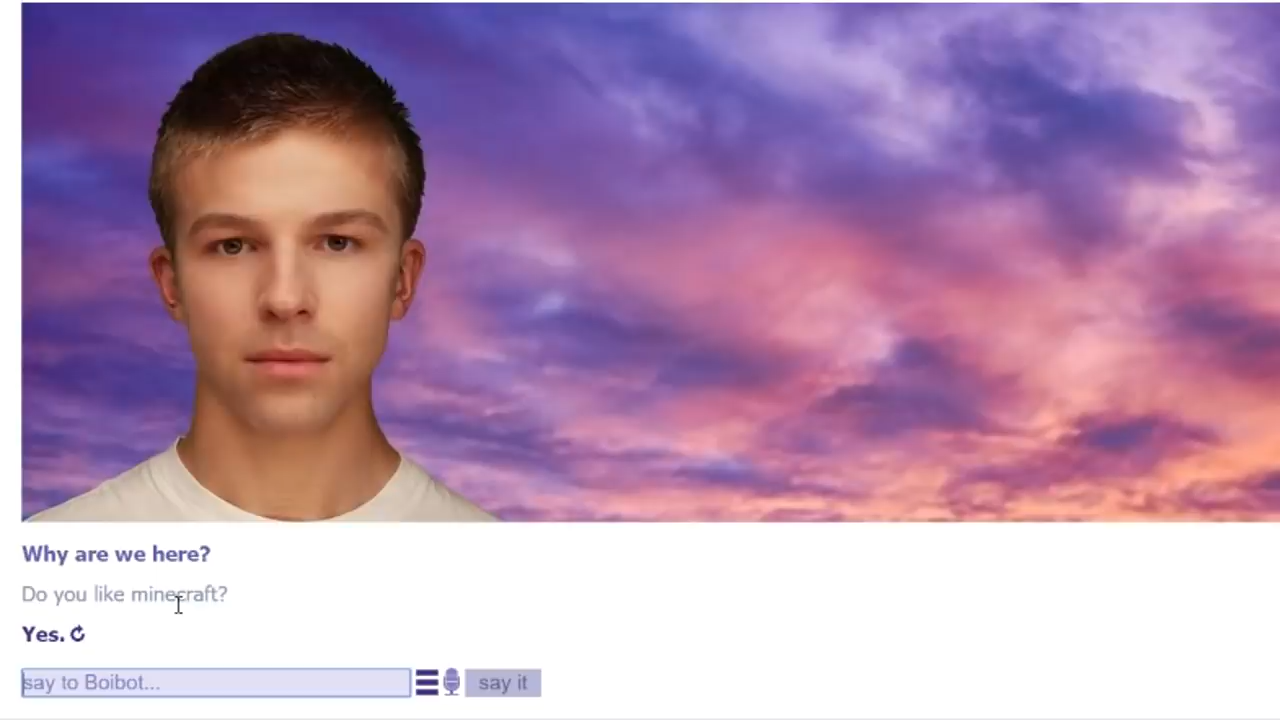 Why are we here?
Do you like minecraft?
Yes.
say to Boibot... say it